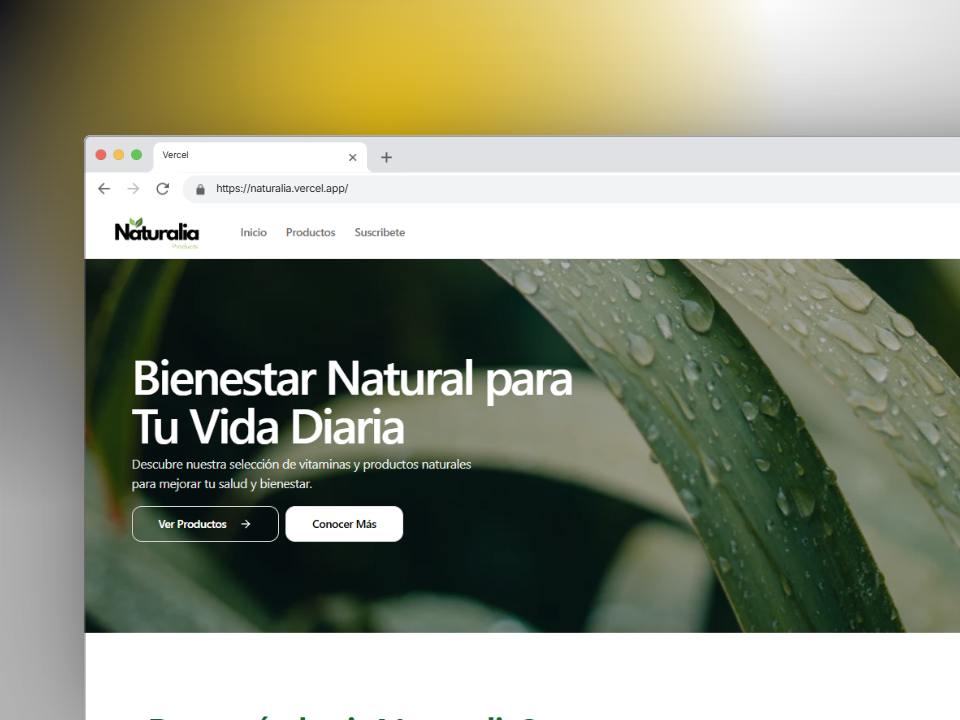 Vercel
https://naturalia.vercel.app/
Naturalia
Products
Inicio Productos Suscribete
Bienestar Natural para
Tu Vida Diaria
Descubre nuestra selección de vitaminas y productos naturales
para mejorar tu salud y bienestar.
Ver Productos → Conocer Más